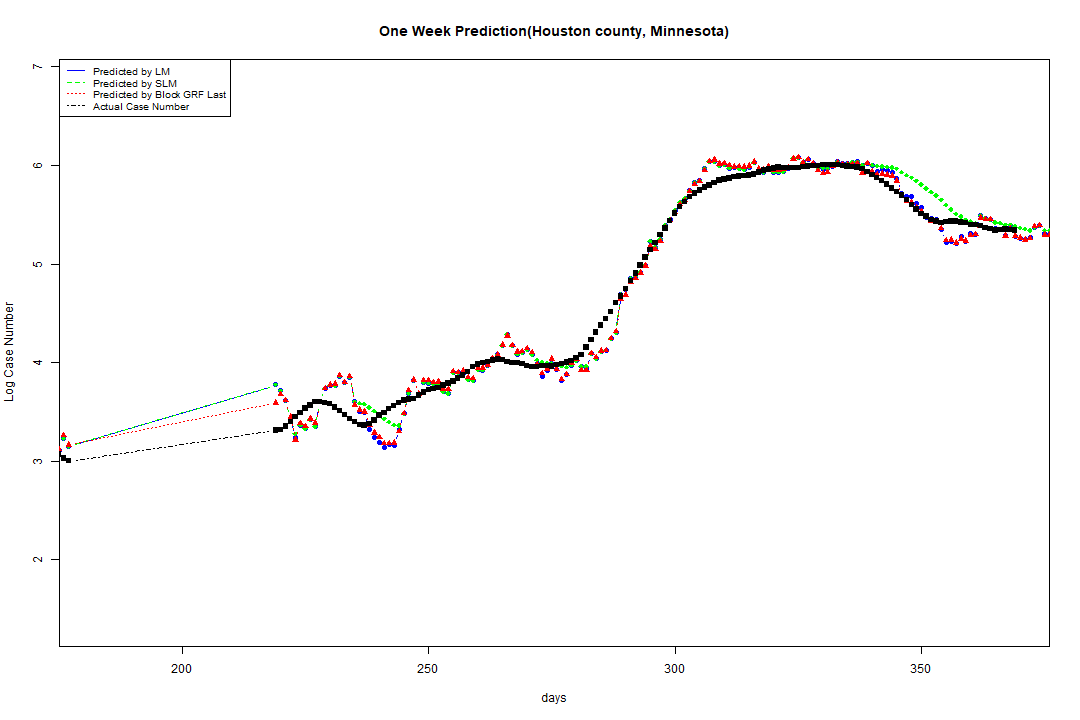 One Week Prediction(Houston county, Minnesota)
Predicted by LM
Predicted by SLM
Predicted by Block GRF Last
Actual Case Number
Log Case Number
7
6
5
4
3
2
200 250 300 350
days